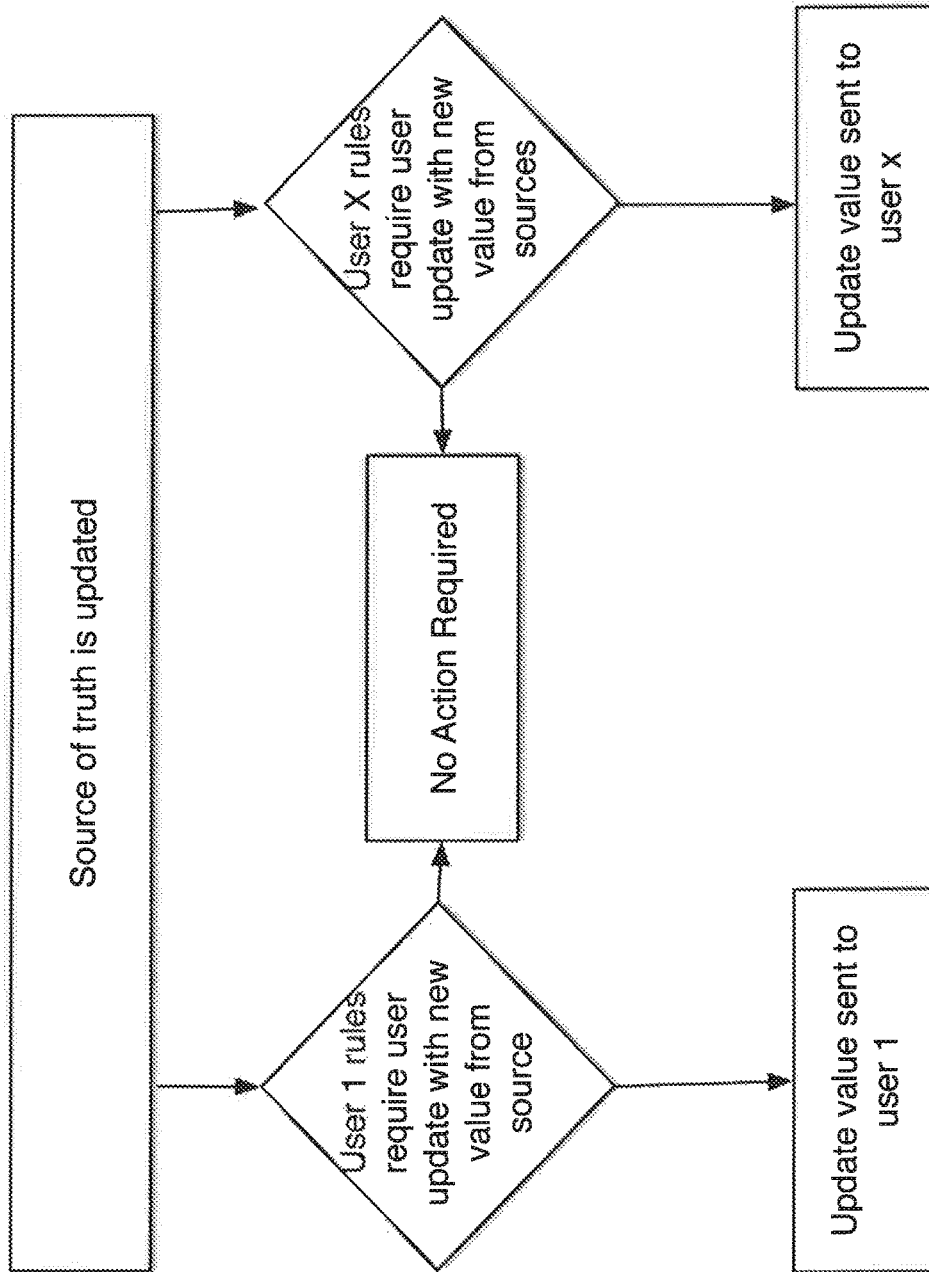 Source of truth is updated
User 1 rules
require user
update with new
value from
source
No Action Required
User X rules
require user
update with new
value from
sources
Update value sent to
user 1
Update value sent to
user x